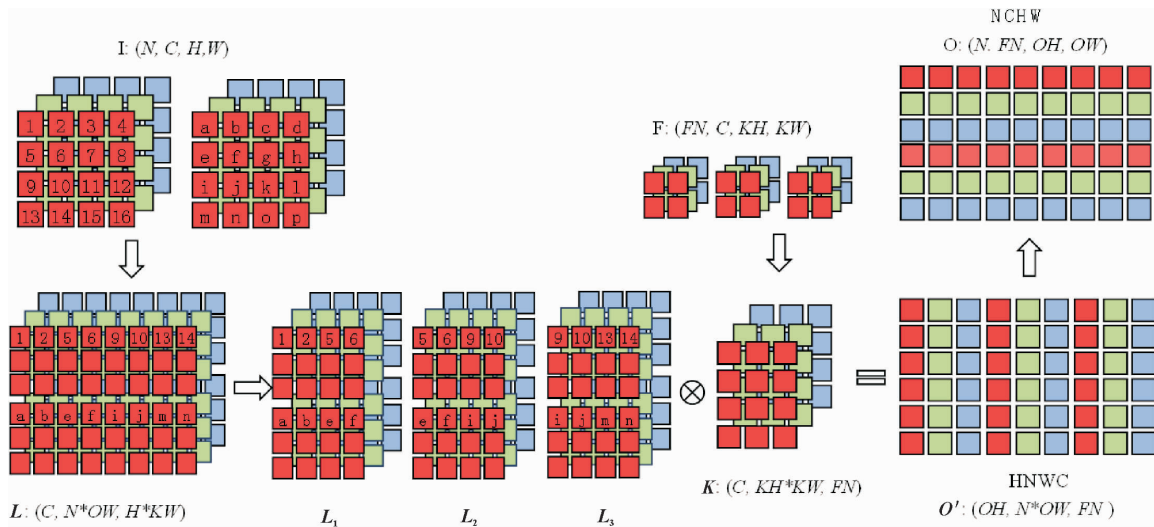 I: (N, C, H,W)
1 2 3 4
5 6 7 8
9 10 11 12
13 14 15 16
a b c d
e f g h
i j k l
m n o p
F: (FN, C, KH, KW)
NCHW
O: (N. FN, OH, OW)
1 2 5 6 9 10 13 14
a b e f i j m n
L: (C, N*OW, H*KW)
1 2 5 6
a b e f
L1
5 6 9 10
e f i j
L2
9 10 13 14
i j m n
L3
⊗
K: (C, KH*KW, FN)
=
HNWC
O': (OH, N*OW, FN )